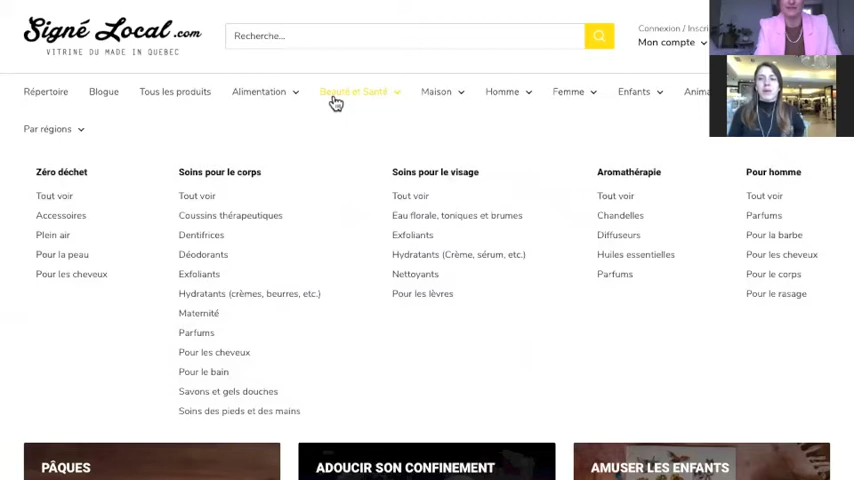 Signé Local.com
VITRINE DU MADE IN QUÉBEC
Recherche...
Connexion / Inscri
Mon compte
Répertoire
Blogue
Tous les produits
Alimentation
Beauté et Santé
Maison
Homme
Femme
Enfants
Anima
Par régions
Zéro déchet
Tout voir
Accessoires
Plein air
Pour la peau
Pour les cheveux
Soins pour le corps
Tout voir
Coussins thérapeutiques
Dentifrices
Déodorants
Exfoliants
Hydratants (crèmes, beurres, etc.)
Maternité
Parfums
Pour les cheveux
Pour le bain
Savons et gels douches
Soins des pieds et des mains
Soins pour le visage
Tout voir
Eau florale, toniques et brumes
Exfoliants
Hydratants (Crème, sérum, etc.)
Nettoyants
Pour les lèvres
Aromathérapie
Tout voir
Chandelles
Diffuseurs
Huiles essentielles
Parfums
Pour homme
Tout voir
Parfums
Pour la barbe
Pour les cheveux
Pour le corps
Pour le rasage
PÂQUES
ADOUCIR SON CONFINEMENT
AMUSER LES ENFANTS